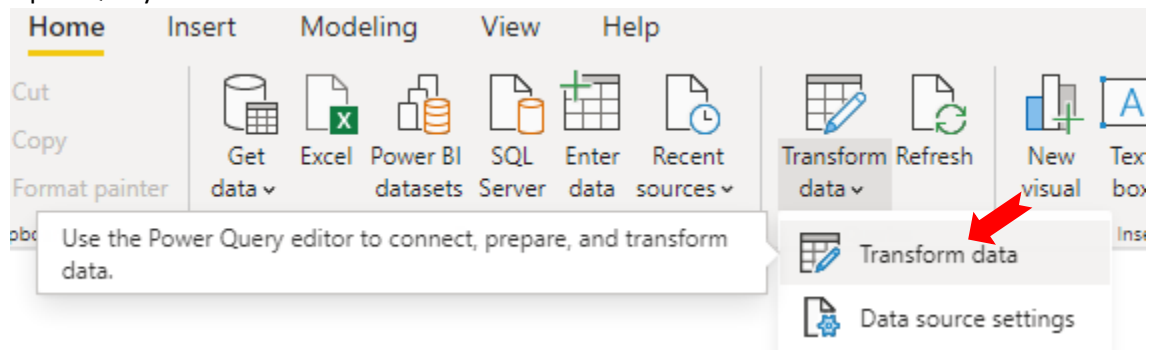 Home Insert Modeling View Help
Cut
Copy
Format painter
Get data
Excel
Power BI datasets
SQL Server
Enter data
Recent sources
Transform data
Refresh
New visual
A
Use the Power Query editor to connect, prepare, and transform
data.
Transform data
Data source settings